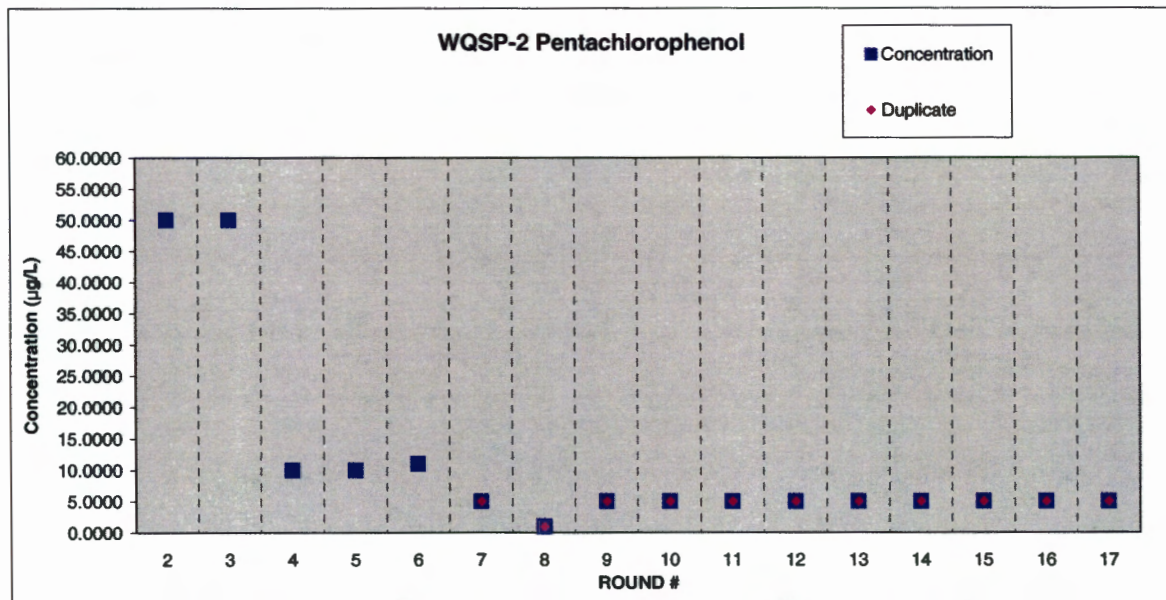 WQSP-2 Pentachlorophenol
Concentration
Duplicate
Concentration (µg/L)
60.0000
55.0000
50.0000
45.0000
40.0000
35.0000
30.0000
25.0000
20.0000
15.0000
10.0000
5.0000
0.0000
2 3 4 5 6 7 8 9 10 11 12 13 14 15 16 17
ROUND #